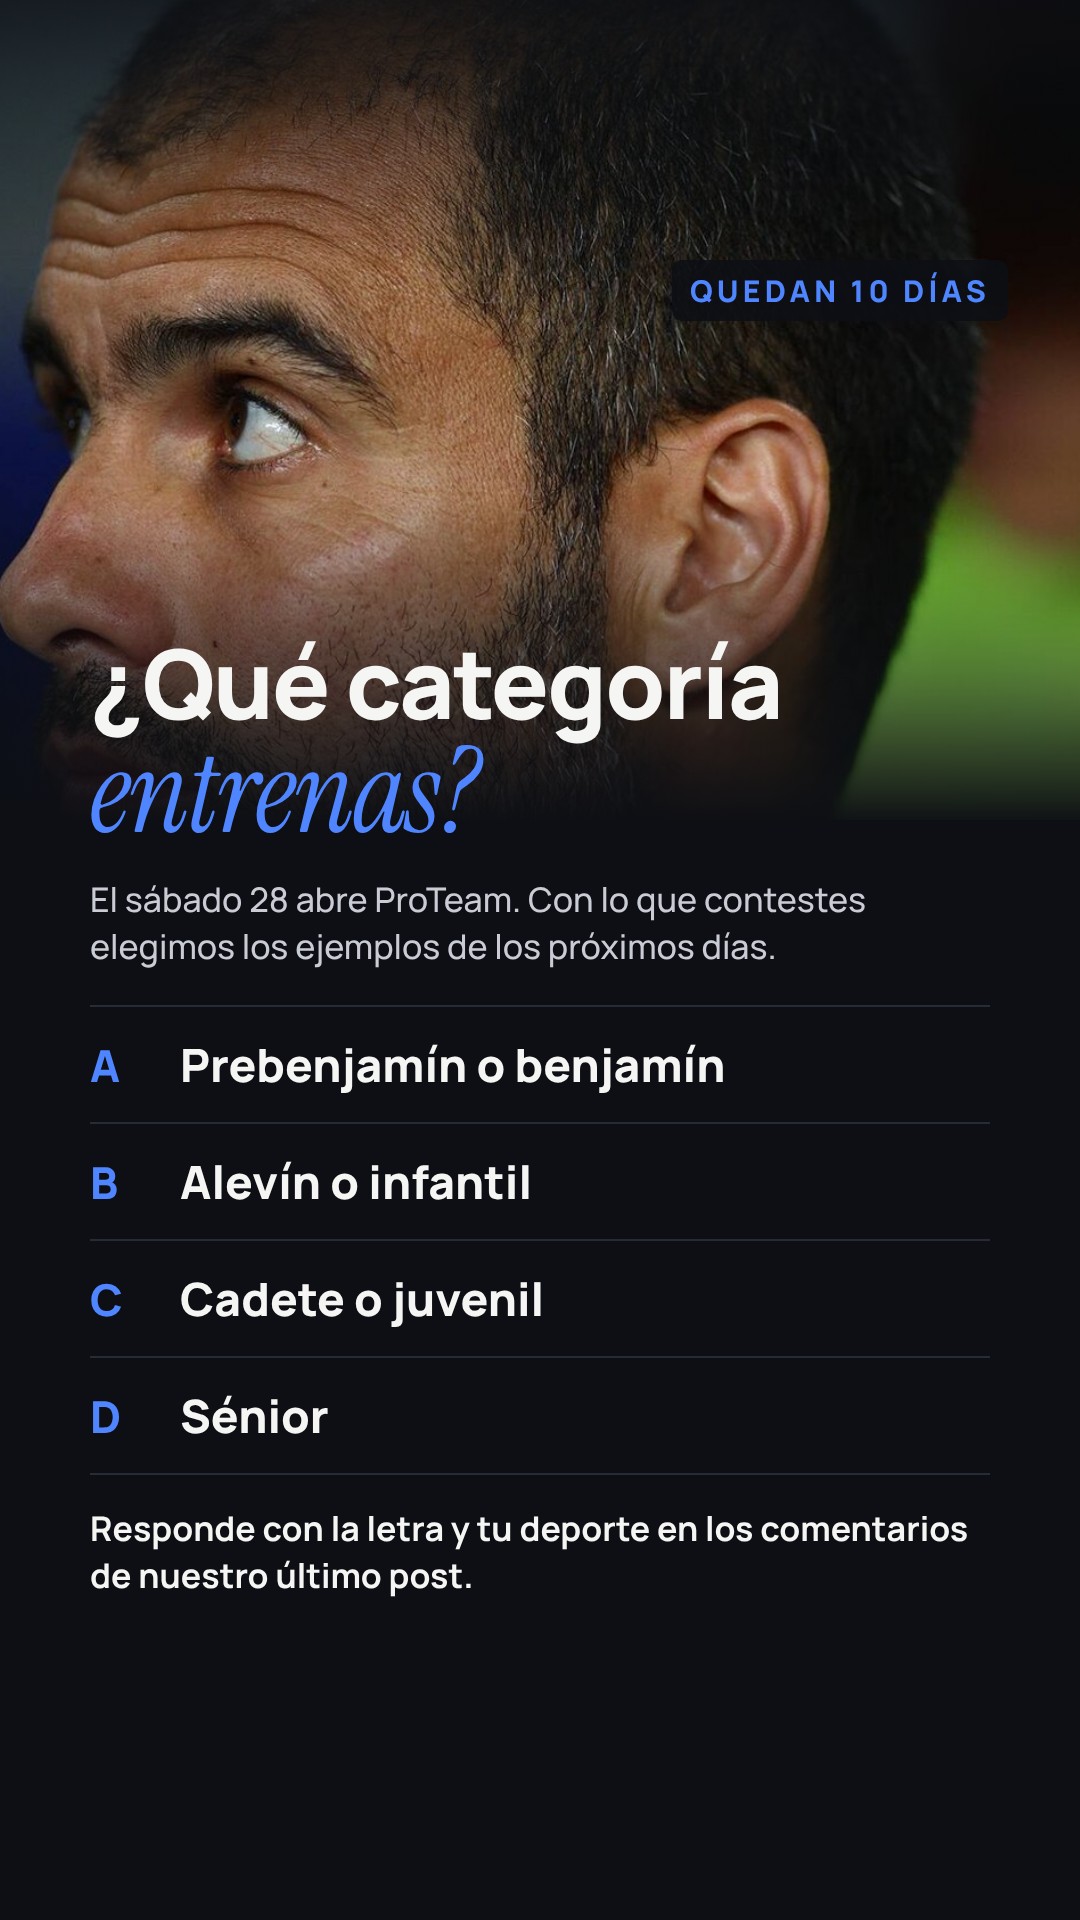 QUEDAN 10 DÍAS
¿Qué categoría
entrenas?
El sábado 28 abre ProTeam. Con lo que contestes
elegimos los ejemplos de los próximos días.
A Prebenjamín o benjamín
B Alevín o infantil
C Cadete o juvenil
D Sénior
Responde con la letra y tu deporte en los comentarios
de nuestro último post.